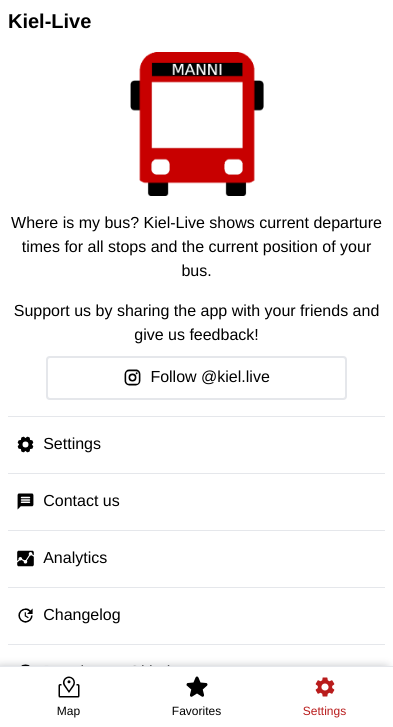 Kiel-Live
MANNI
Where is my bus? Kiel-Live shows current departure
times for all stops and the current position of your
bus.
Support us by sharing the app with your friends and
give us feedback!
Follow @kiel.live
Settings
Contact us
Analytics
Changelog
Map
Favorites
Settings